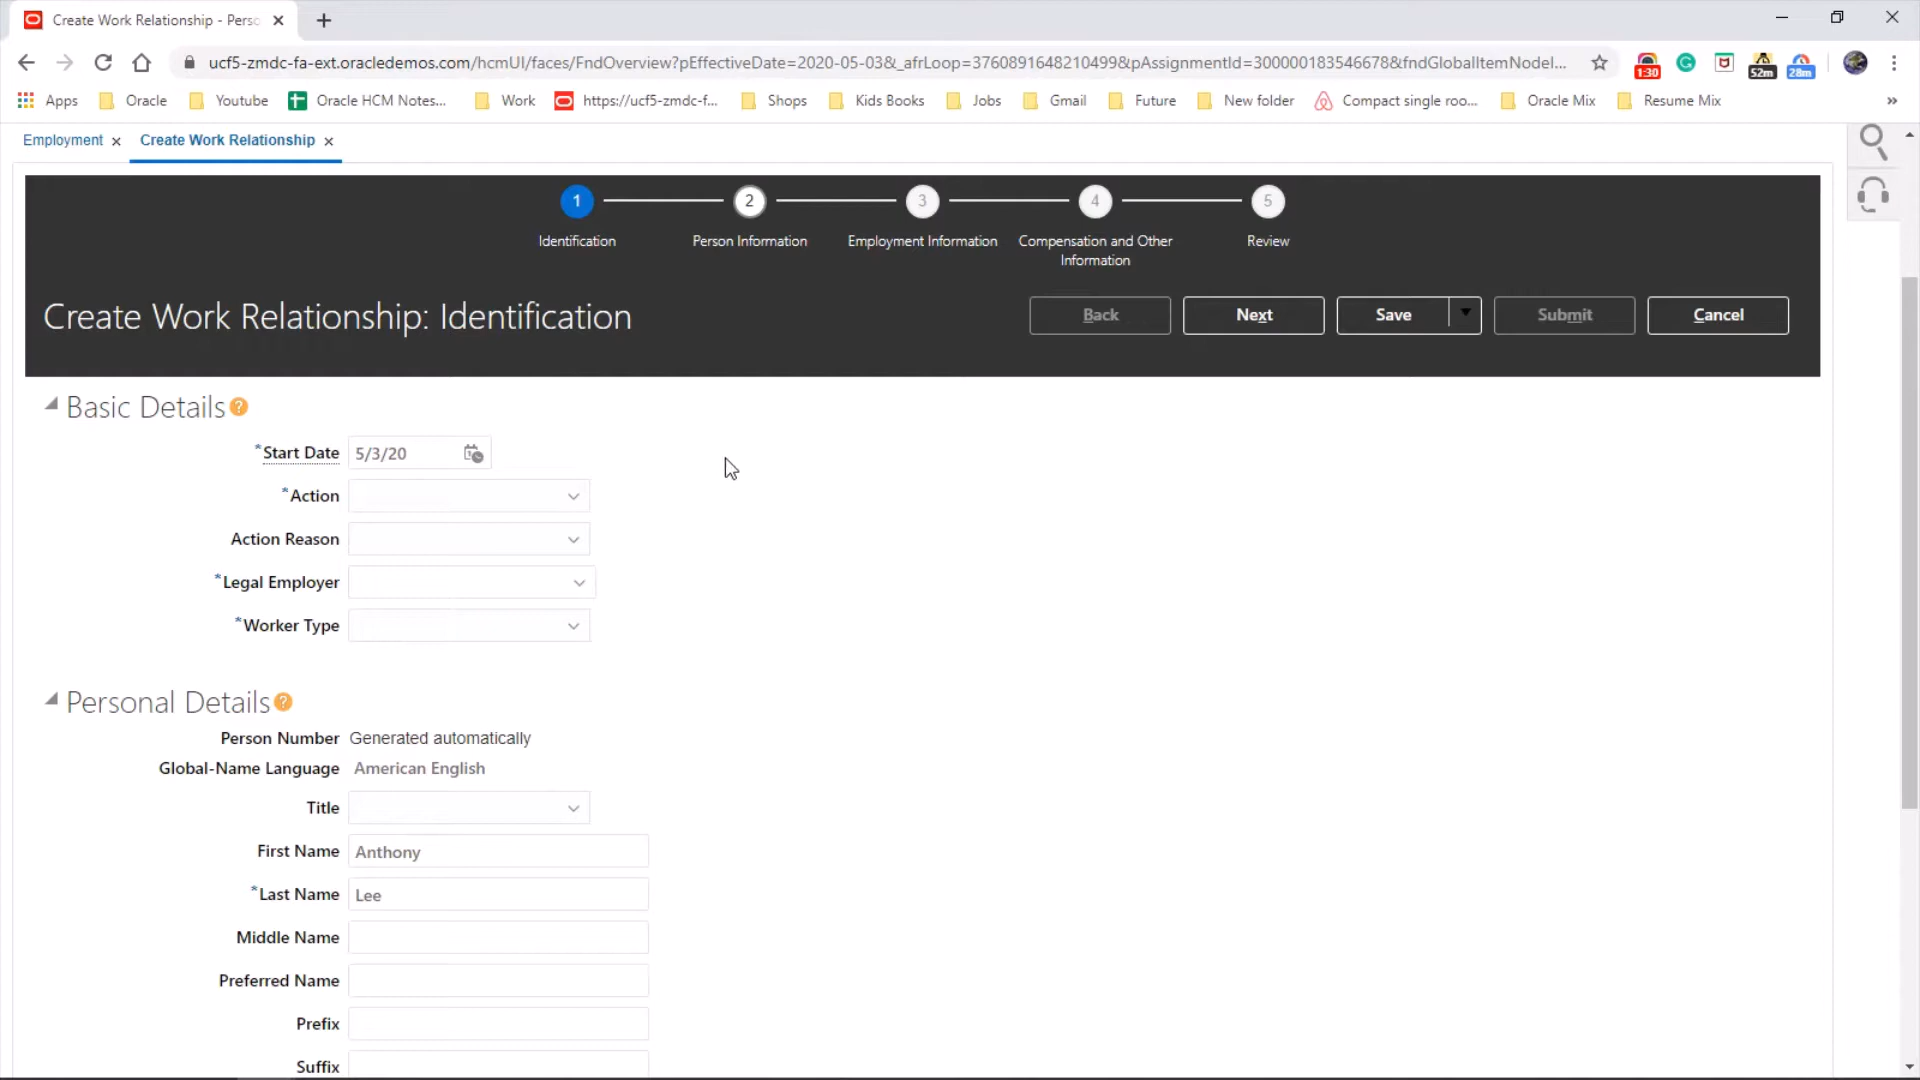 Create Work Relationship - Perso
ucf5-zmdc-fa-ext.oracledemos.com/hcmUI/faces/FndOverview?pEffectiveDate=2020-05-03&_afrLoop=3760891648210499&pAssignmentId=300000183546678&fndGlobalItemNodeI...
1:30
52m
28m
Apps Oracle Youtube Oracle HCM Notes... Work https://ucf5-zmdc-f... Shops Kids Books Jobs Gmail Future New folder Compact single roo... Oracle Mix Resume Mix »
Employment Create Work Relationship
1 2 3 4 5
Identification Person Information Employment Information Compensation and Other Information Review
Create Work Relationship: Identification
Back Next Save Submit Cancel
Basic Details ?
*Start Date 5/3/20
*Action
Action Reason
*Legal Employer
*Worker Type
Personal Details ?
Person Number Generated automatically
Global-Name Language American English
Title
First Name Anthony
*Last Name Lee
Middle Name
Preferred Name
Prefix
Suffix